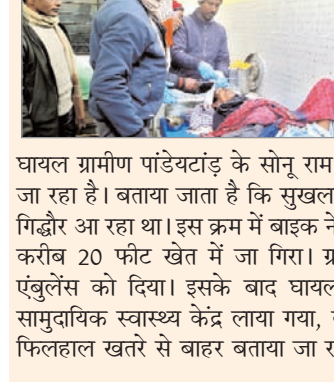 घायल ग्रामीण पांडेयटांड़ के सोनू राम
जा रहा है। बताया जाता है कि सुखल
गिद्धौर आ रहा था। इस क्रम में बाइक ने
करीब 20 फीट खेत में जा गिरा। ग्र
एंबुलेंस को दिया। इसके बाद घायल
सामुदायिक स्वास्थ्य केंद्र लाया गया,
फिलहाल खतरे से बाहर बताया जा र